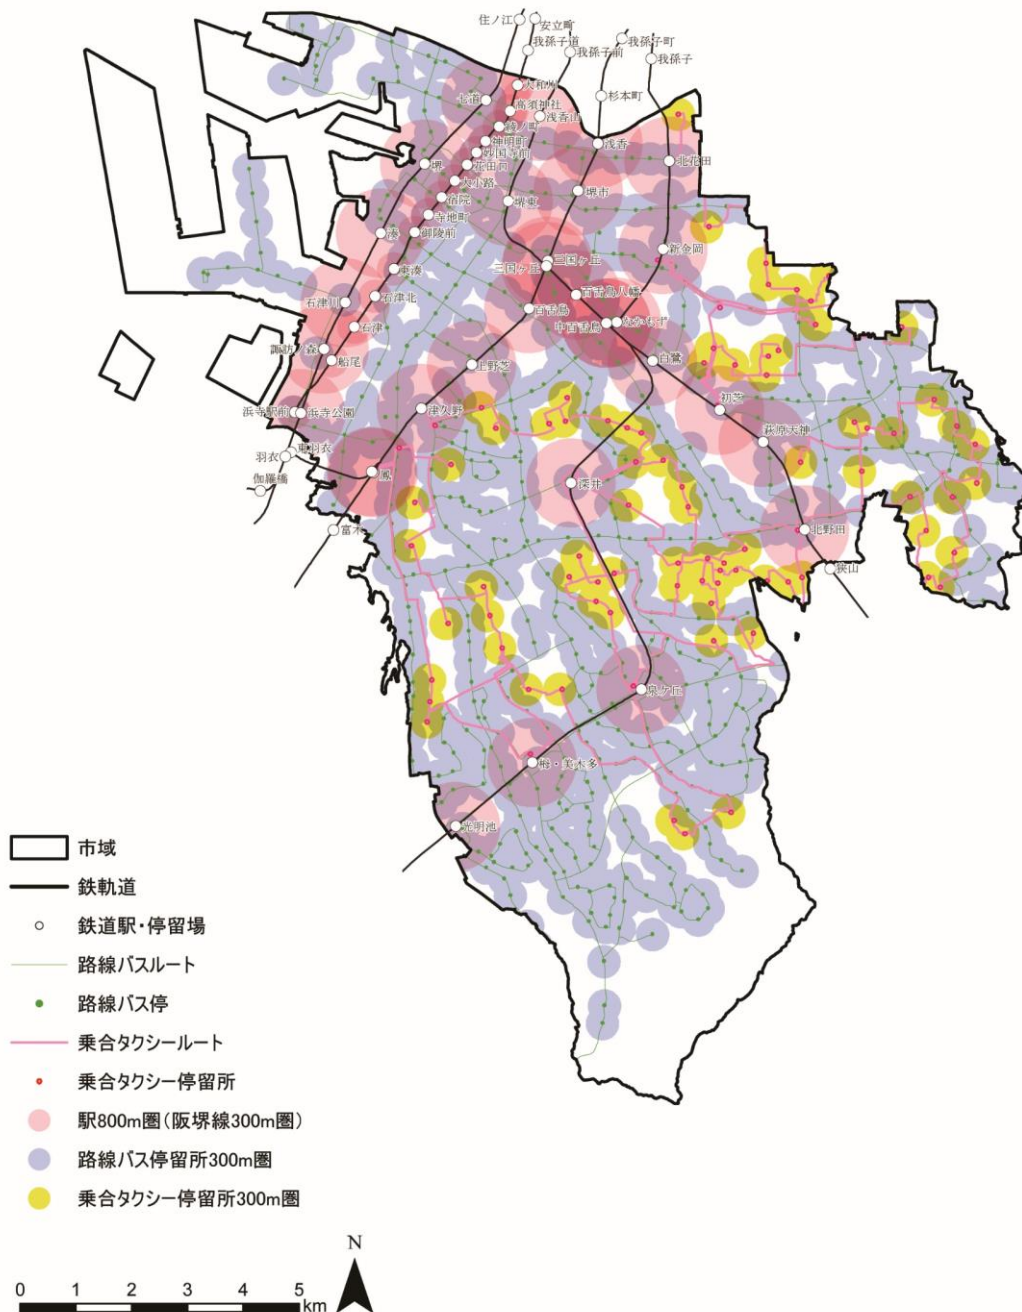 住ノ江
安立町
我孫子道
我孫子前
我孫子町
我孫子
大和川
七道
高須神社
杉本町
綾ノ町
浅香山
神明町
浅香
妙国寺前
北花田
堺
花田口
大小路
堺市
宿院
堺東
寺地町
湊
御陵前
新金岡
三国ヶ丘
三国ヶ丘
東湊
百舌鳥八幡
石津川
石津北
百舌鳥
中百舌鳥
なかもず
石津
諏訪ノ森
船尾
上野芝
白鷺
浜寺駅前
浜寺公園
津久野
初芝
萩原天神
東羽衣
羽衣
鳳
伽羅橋
深井
富木
北野田
狭山
泉ケ丘
栂・美木多
光明池
市域
鉄軌道
鉄道駅・停留場
路線バスルート
路線バス停
乗合タクシールート
乗合タクシー停留所
駅800m圏(阪堺線300m圏)
路線バス停留所300m圏
乗合タクシー停留所300m圏
N
0 1 2 3 4 5
km